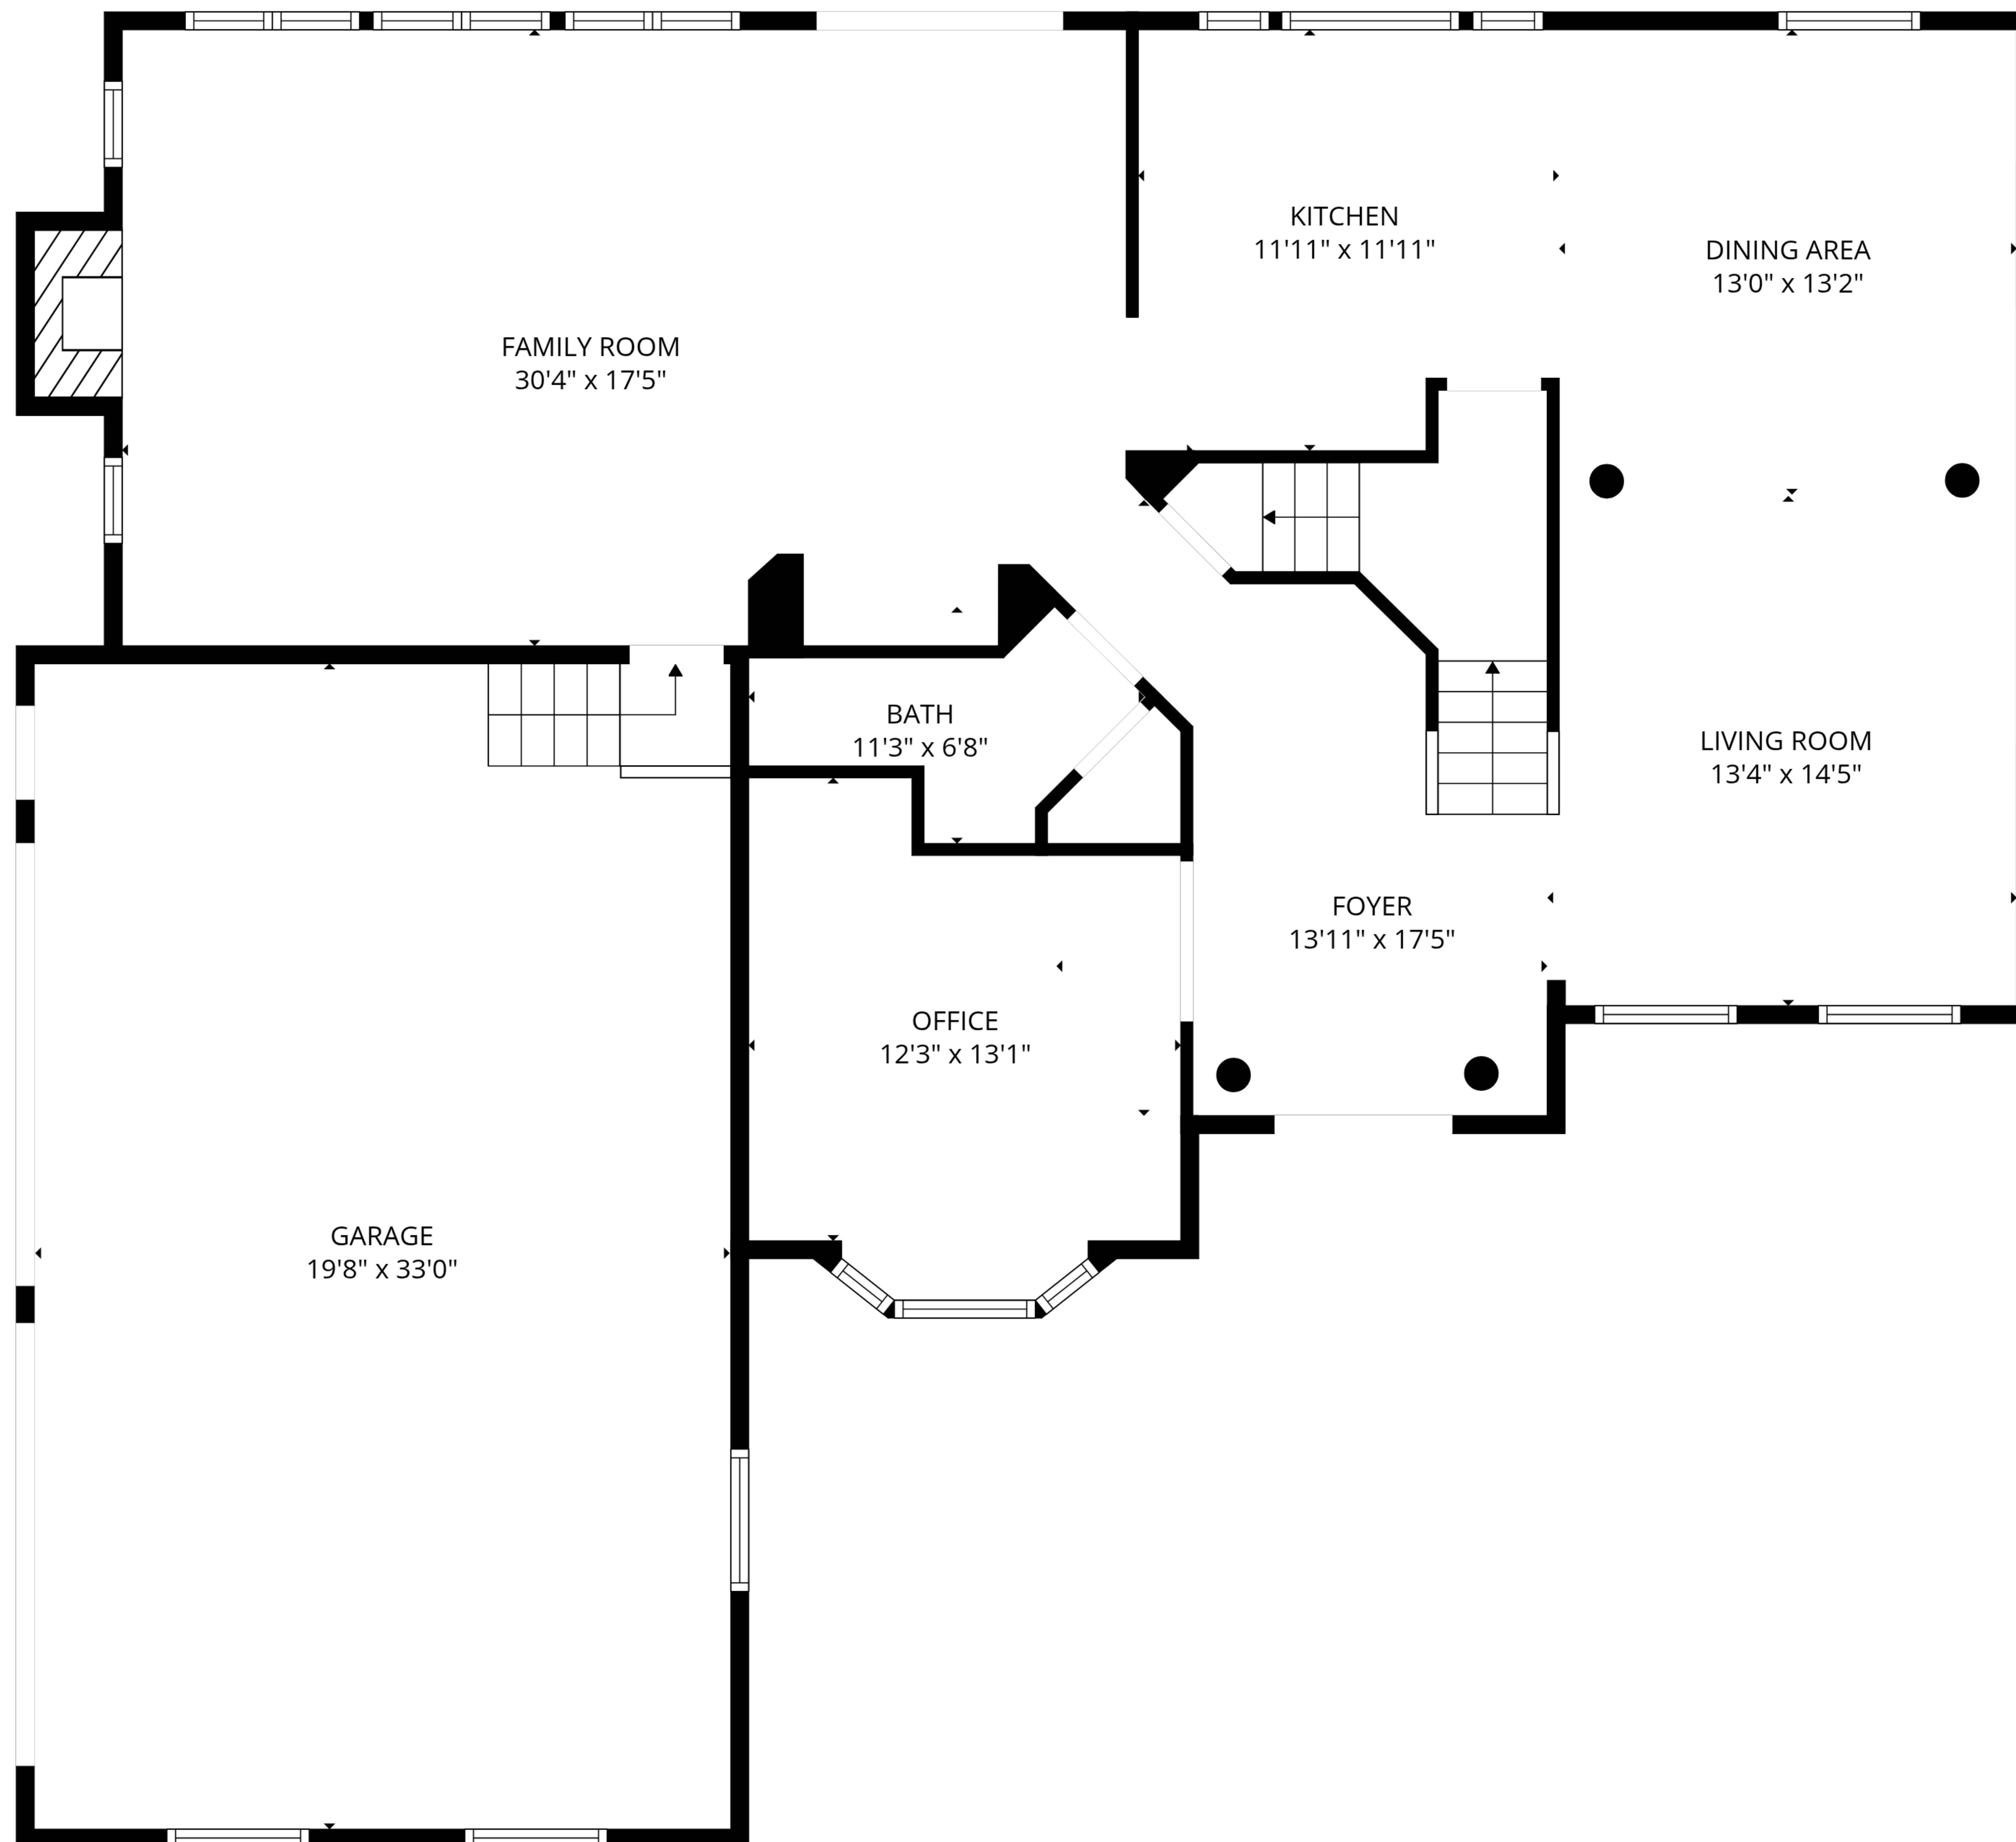 KITCHEN
11'11" x 11'11"
DINING AREA
13'0" x 13'2"
FAMILY ROOM
30'4" x 17'5"
BATH
11'3" x 6'8"
LIVING ROOM
13'4" x 14'5"
FOYER
13'11" x 17'5"
OFFICE
12'3" x 13'1"
GARAGE
19'8" x 33'0"